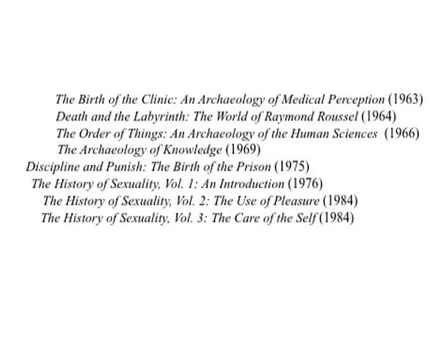 The Birth of the Clinic: An Archaeology of Medical Perception (1963)
Death and the Labyrinth: The World of Raymond Roussel (1964)
The Order of Things: An Archaeology of the Human Sciences (1966)
The Archaeology of Knowledge (1969)
Discipline and Punish: The Birth of the Prison (1975)
The History of Sexuality, Vol. 1: An Introduction (1976)
The History of Sexuality, Vol. 2: The Use of Pleasure (1984)
The History of Sexuality, Vol. 3: The Care of the Self (1984)